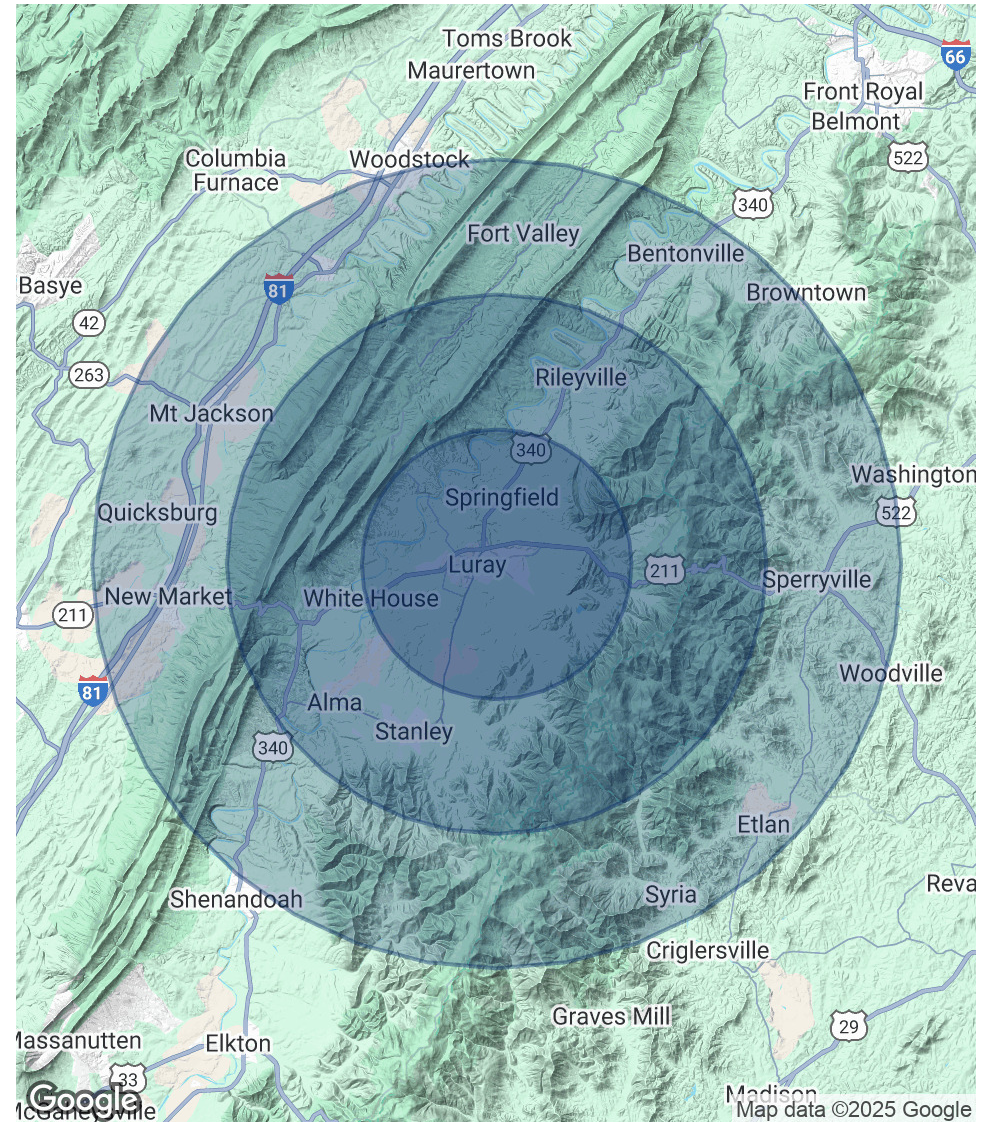 Toms Brook
Maurertown
66
Front Royal
Belmont
522
Columbia
Furnace
Woodstock
340
Fort Valley
Bentonville
Basye
81
Browntown
42
263
Rileyville
Mt Jackson
340
Washington
Springfield
Quicksburg
522
Luray
211
Sperryville
New Market
White House
211
Woodville
81
Alma
Stanley
340
Etlan
Reva
Syria
Shenandoah
Criglersville
Graves Mill
29
Massanutten
Elkton
33
Google
Madison
McGaheysville
Map data ©2025 Google